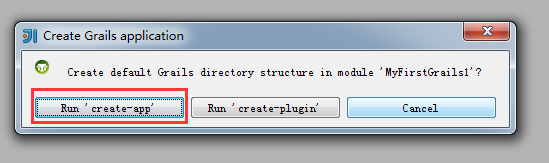 Create Grails application
Create default Grails directory structure in module 'MyFirstGrails1'?
Run 'create-app' Run 'create-plugin' Cancel